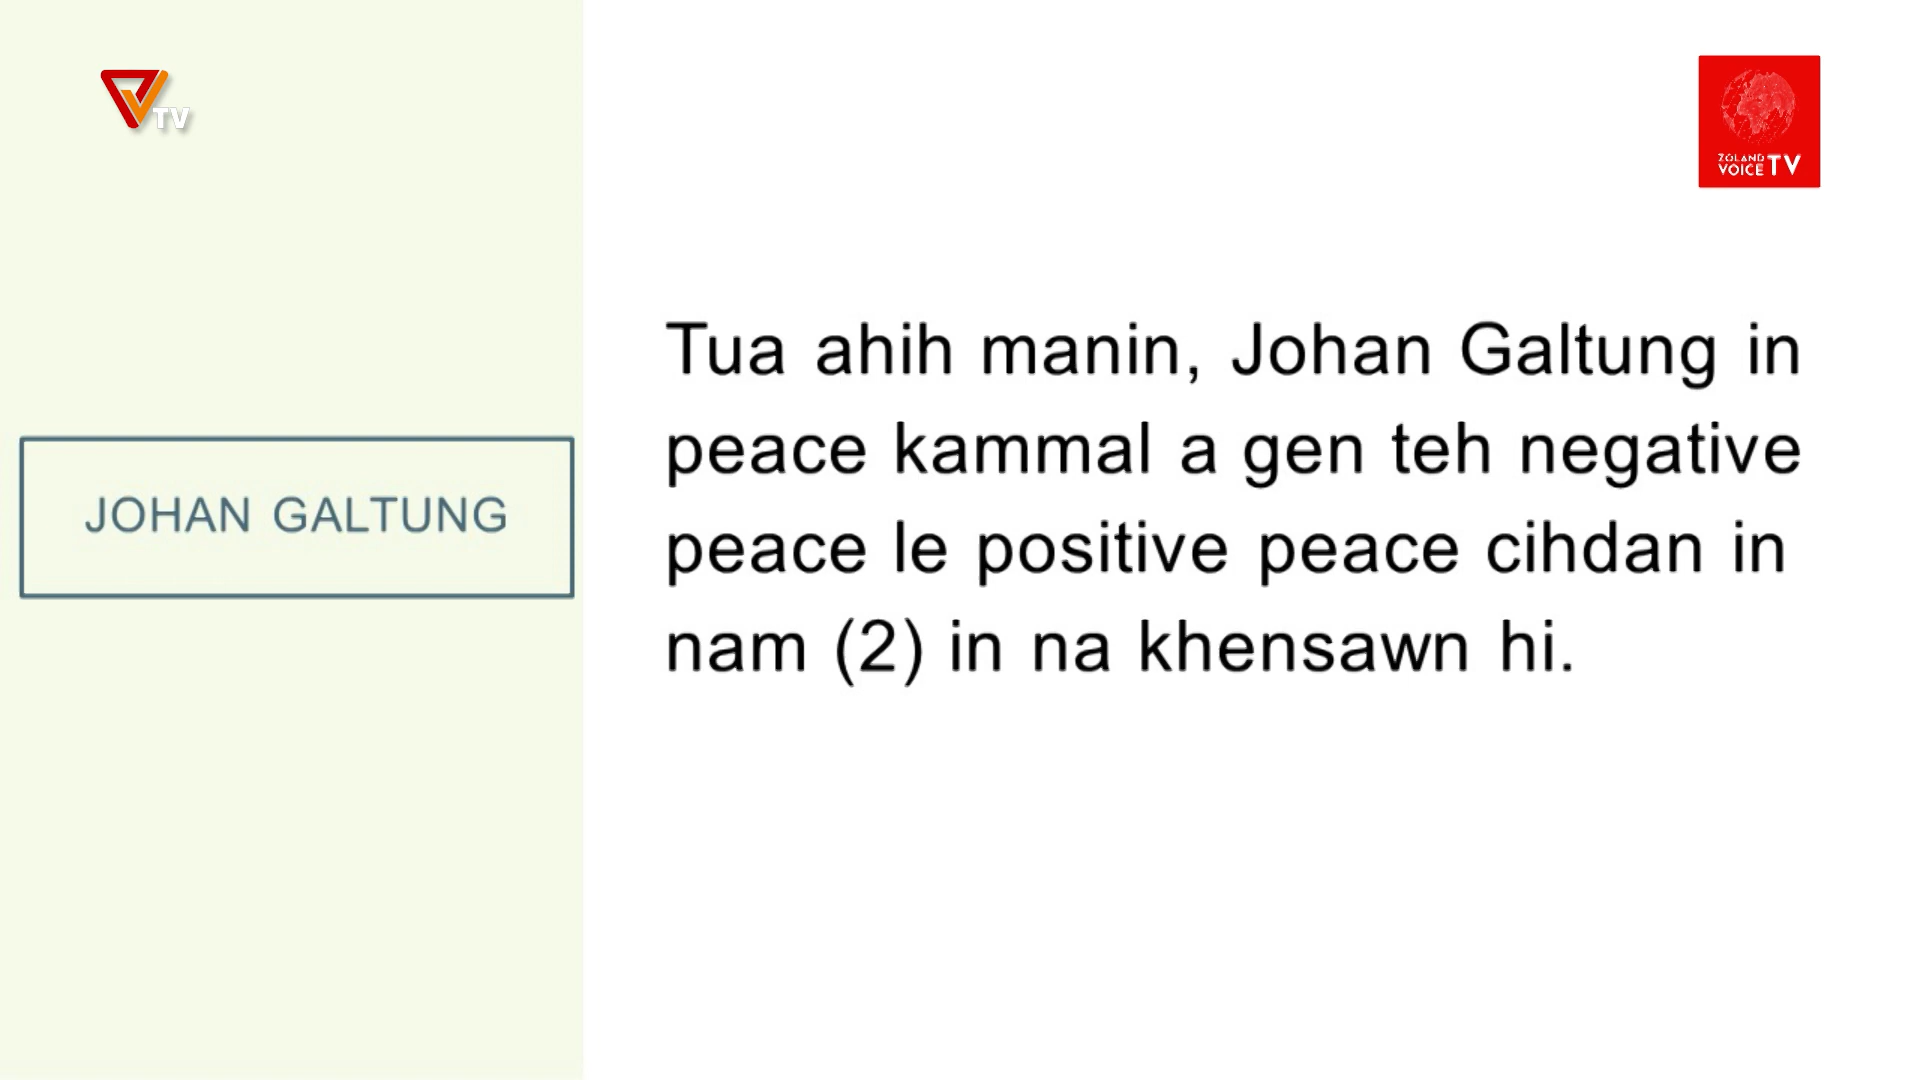 TV
ZOLAND
VOICE TV
JOHAN GALTUNG
Tua ahih manin, Johan Galtung in
peace kammal a gen teh negative
peace le positive peace cihdan in
nam (2) in na khensawn hi.